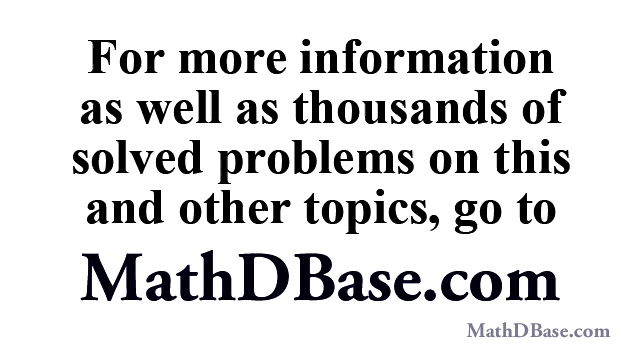 For more information
as well as thousands of
solved problems on this
and other topics, go to
MathDBase.com
MathDBase.com